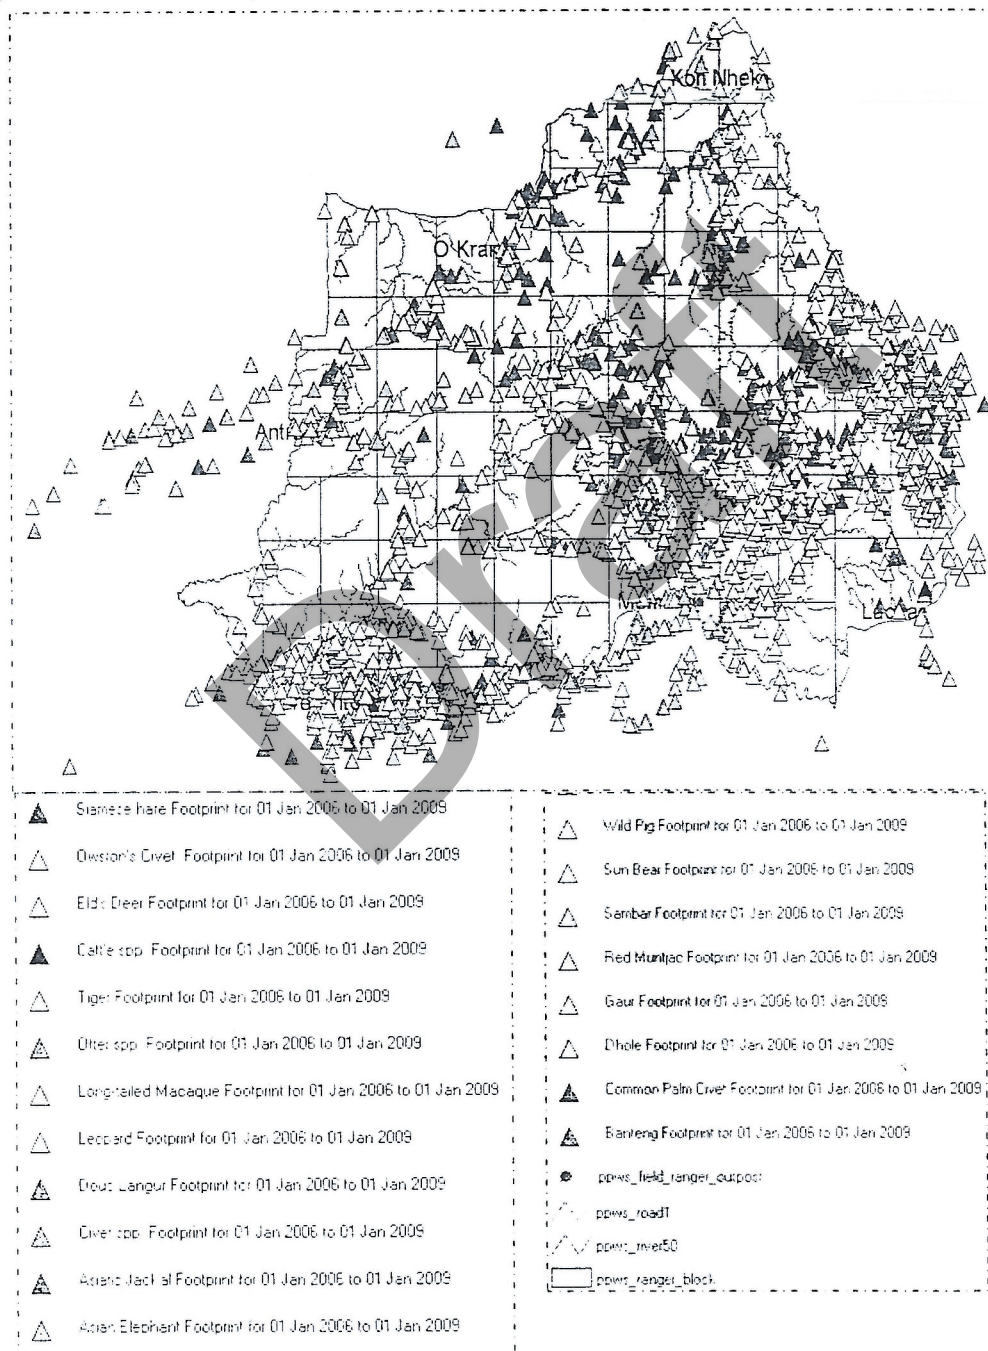 Kon Nhek
O Krak
Draft
Siamese hare Footprint for 01 Jan 2006 to 01 Jan 2009
Owston's Civet Footprint for 01 Jan 2006 to 01 Jan 2009
Eld's Deer Footprint for 01 Jan 2006 to 01 Jan 2009
Cattle spp. Footprint for 01 Jan 2006 to 01 Jan 2009
Tiger Footprint for 01 Jan 2006 to 01 Jan 2009
Otter spp. Footprint for 01 Jan 2006 to 01 Jan 2009
Long-tailed Macaque Footprint for 01 Jan 2006 to 01 Jan 2009
Leopard Footprint for 01 Jan 2006 to 01 Jan 2009
Douc Langur Footprint for 01 Jan 2006 to 01 Jan 2009
Civet spp. Footprint for 01 Jan 2006 to 01 Jan 2009
Asiatic Jackal Footprint for 01 Jan 2006 to 01 Jan 2009
Asian Elephant Footprint for 01 Jan 2006 to 01 Jan 2009
Wild Pig Footprint for 01 Jan 2006 to 01 Jan 2009
Sun Bear Footprint for 01 Jan 2006 to 01 Jan 2009
Sambar Footprint for 01 Jan 2006 to 01 Jan 2009
Red Muntjac Footprint for 01 Jan 2006 to 01 Jan 2009
Gaur Footprint for 01 Jan 2006 to 01 Jan 2009
Dhole Footprint for 01 Jan 2006 to 01 Jan 2009
Common Palm Civet Footprint for 01 Jan 2006 to 01 Jan 2009
Banteng Footprint for 01 Jan 2006 to 01 Jan 2009
ppws_field_ranger_outpost
ppws_road1
ppws_river50
ppws_ranger_block